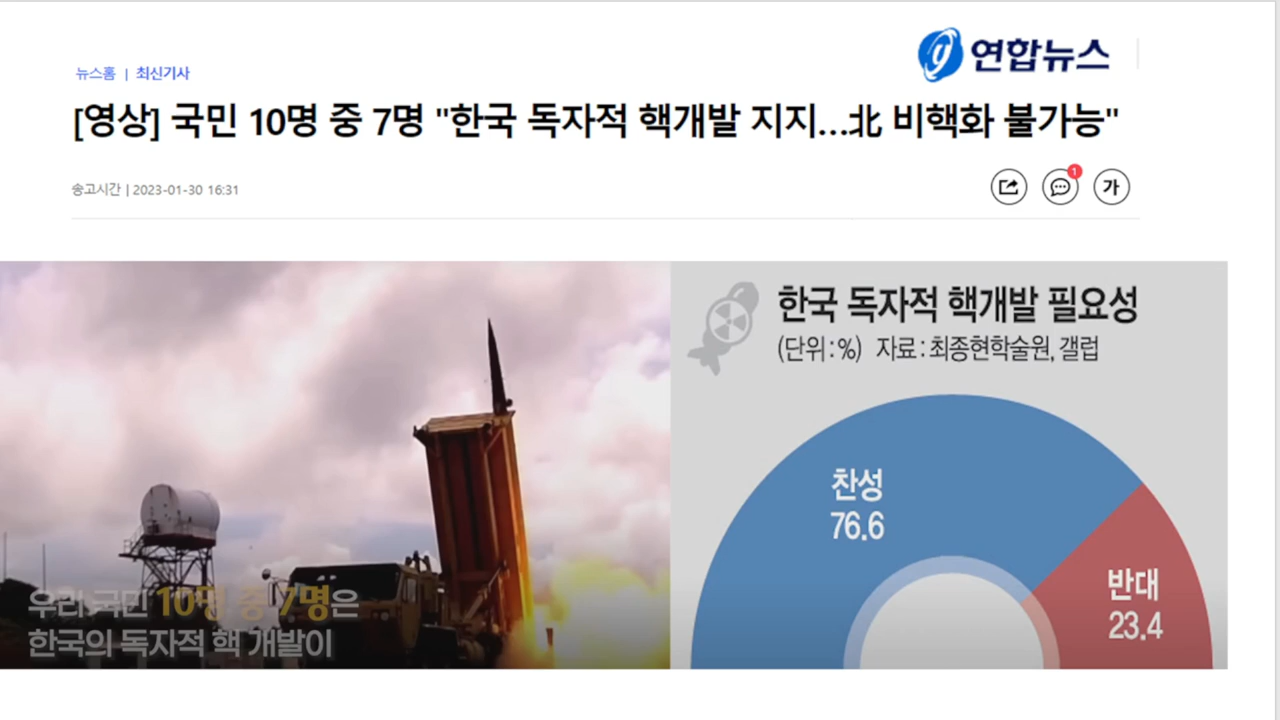 연합뉴스
뉴스홈 | 최신기사
[영상] 국민 10명 중 7명 "한국 독자적 핵개발 지지...北 비핵화 불가능"
송고시간 | 2023-01-30 16:31
1
가
한국 독자적 핵개발 필요성
(단위:%) 자료:최종현학술원, 갤럽
찬성
76.6
반대
23.4
우리 국민 10명 중 7명은
한국의 독자적 핵 개발이